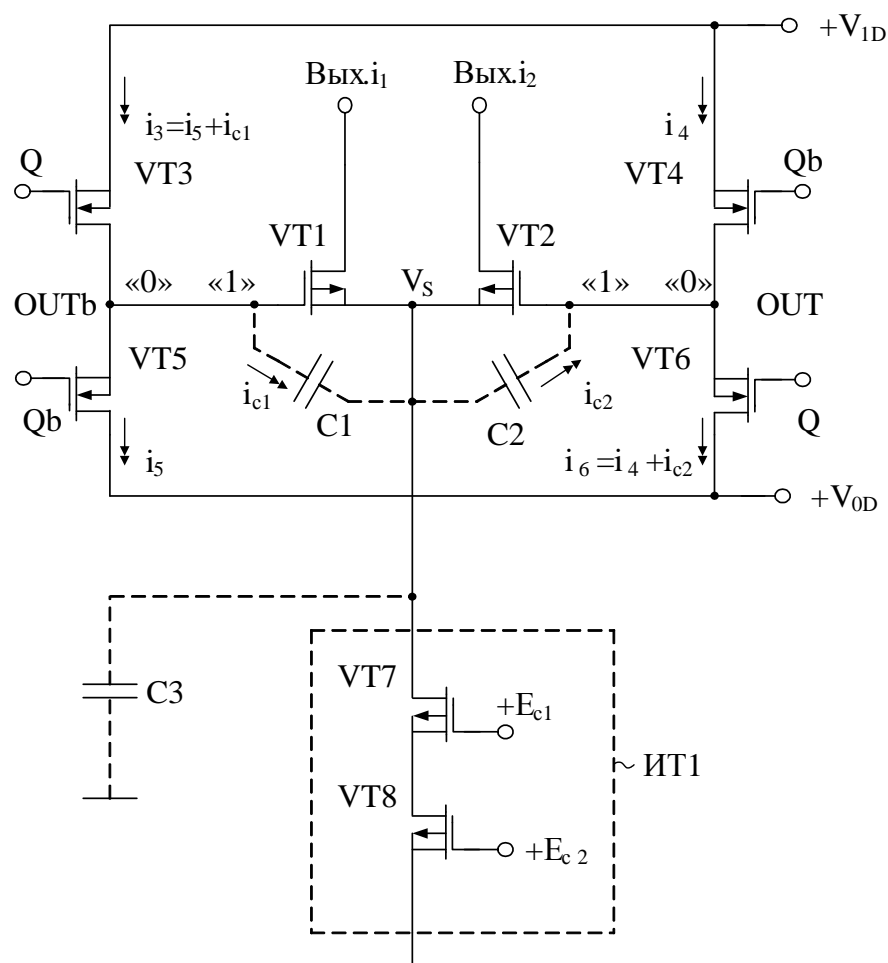 +V1D
Вых.i1
Вых.i2
i3=i5+ic1
i4
Q
VT3
VT4
Qb
VT1
VT2
«0»
«1»
VS
«1»
«0»
OUTb
OUT
VT5
VT6
ic1
C1
C2
ic2
Qb
Q
i5
i6=i4+ic2
+V0D
C3
VT7
+Ec1
ИТ1
VT8
+Ec 2